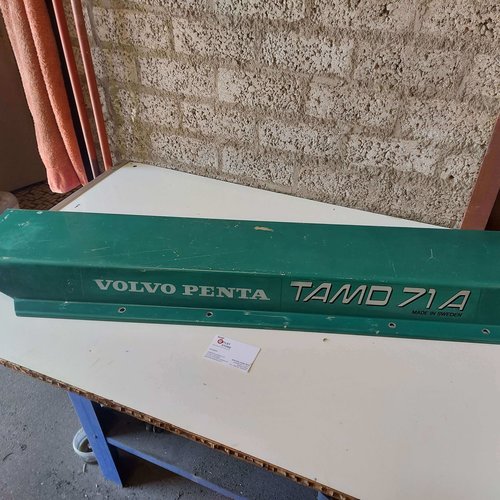 VOLVO PENTA
TAMD 71A
MADE IN SWEDEN